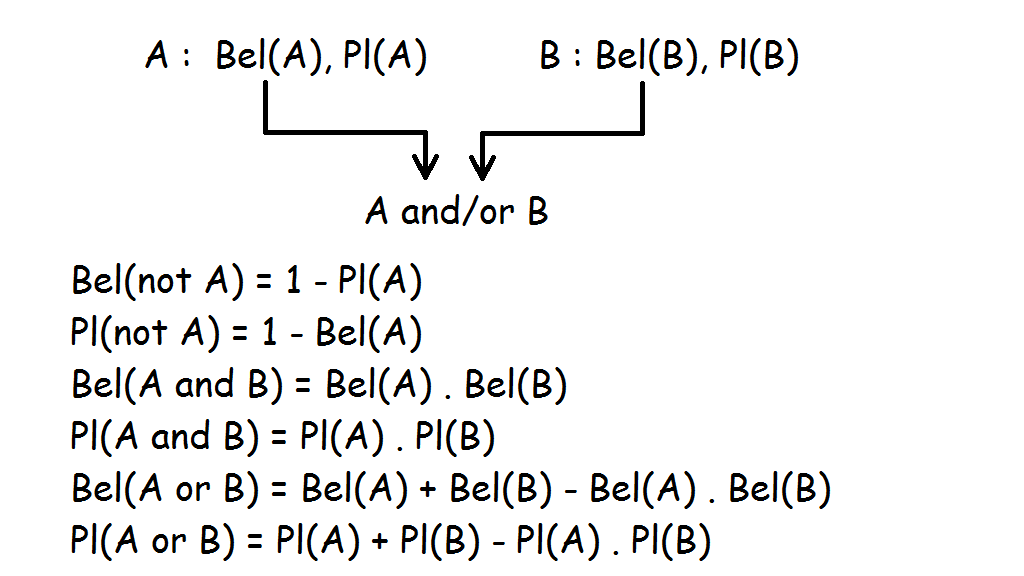 A : Bel(A), Pl(A)
B : Bel(B), Pl(B)
A and/or B
Bel(not A) = 1 - Pl(A)
Pl(not A) = 1 - Bel(A)
Bel(A and B) = Bel(A) . Bel(B)
Pl(A and B) = Pl(A) . Pl(B)
Bel(A or B) = Bel(A) + Bel(B) - Bel(A) . Bel(B)
Pl(A or B) = Pl(A) + Pl(B) - Pl(A) . Pl(B)